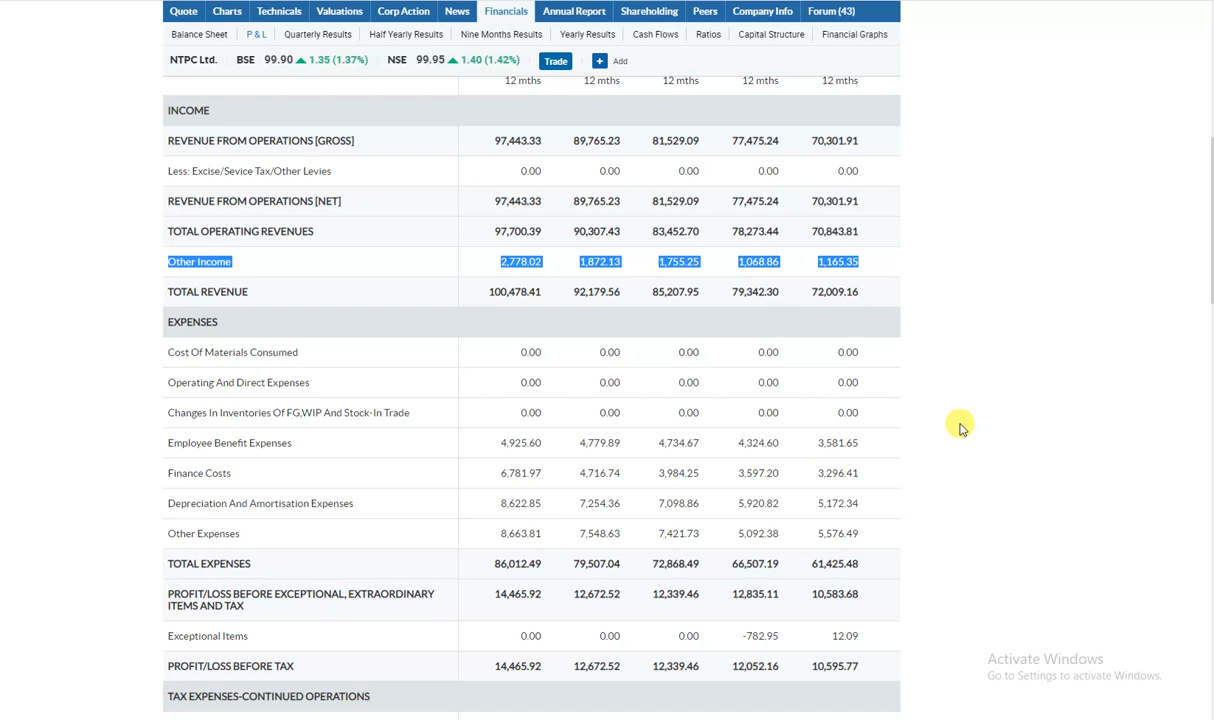 Quote Charts Technicals Valuations Corp Action News Financials Annual Report Shareholding Peers Company Info Forum (43)
Balance Sheet P & L Quarterly Results Half Yearly Results Nine Months Results Yearly Results Cash Flows Ratios Capital Structure Financial Graphs
NTPC Ltd. BSE 99.90 1.35 (1.37%) NSE 99.95 1.40 (1.42%) Trade + Add
12 mths 12 mths 12 mths 12 mths 12 mths
INCOME
REVENUE FROM OPERATIONS [GROSS] 97,443.33 89,765.23 81,529.09 77,475.24 70,301.91
Less: Excise/Sevice Tax/Other Levies 0.00 0.00 0.00 0.00 0.00
REVENUE FROM OPERATIONS [NET] 97,443.33 89,765.23 81,529.09 77,475.24 70,301.91
TOTAL OPERATING REVENUES 97,700.39 90,307.43 83,452.70 78,273.44 70,843.81
Other Income 2,778.02 1,872.13 1,755.25 1,068.86 1,165.35
TOTAL REVENUE 100,478.41 92,179.56 85,207.95 79,342.30 72,009.16
EXPENSES
Cost Of Materials Consumed 0.00 0.00 0.00 0.00 0.00
Operating And Direct Expenses 0.00 0.00 0.00 0.00 0.00
Changes In Inventories Of FG,WIP And Stock-In Trade 0.00 0.00 0.00 0.00 0.00
Employee Benefit Expenses 4,925.60 4,779.89 4,734.67 4,324.60 3,581.65
Finance Costs 6,781.97 4,716.74 3,984.25 3,597.20 3,296.41
Depreciation And Amortisation Expenses 8,622.85 7,254.36 7,098.86 5,920.82 5,172.34
Other Expenses 8,663.81 7,548.63 7,421.73 5,092.38 5,576.49
TOTAL EXPENSES 86,012.49 79,507.04 72,868.49 66,507.19 61,425.48
PROFIT/LOSS BEFORE EXCEPTIONAL, EXTRAORDINARY 14,465.92 12,672.52 12,339.46 12,835.11 10,583.68
ITEMS AND TAX
Exceptional Items 0.00 0.00 0.00 -782.95 12.09
PROFIT/LOSS BEFORE TAX 14,465.92 12,672.52 12,339.46 12,052.16 10,595.77
TAX EXPENSES-CONTINUED OPERATIONS
Activate Windows
Go to Settings to activate Windows.